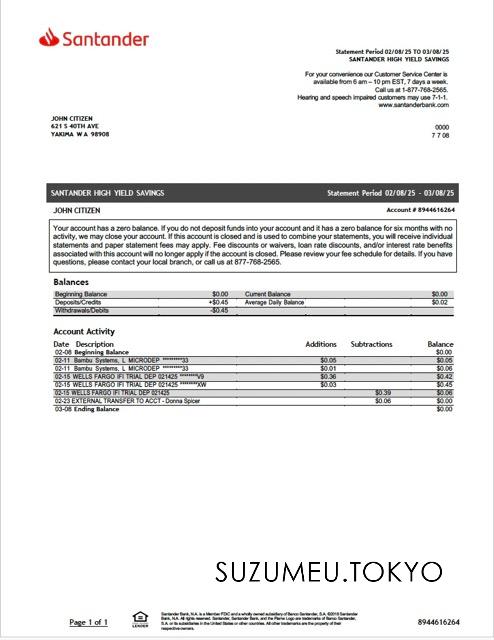 Santander
Statement Period 02/08/25 TO 03/08/25
SANTANDER HIGH YIELD SAVINGS
For your convenience our Customer Service Center is
available from 6 am – 10 pm EST, 7 days a week.
Call us at 1-877-768-2565.
Hearing and speech impaired customers may use 7-1-1.
www.santanderbank.com
JOHN CITIZEN
621 S 40TH AVE
YAKIMA WA 98908
0000
7 7 08
SANTANDER HIGH YIELD SAVINGS Statement Period 02/08/25 - 03/08/25
JOHN CITIZEN Account # 8944616264
Your account has a zero balance. If you do not deposit funds into your account and it has a zero balance for six months with no
activity, we may close your account. If this account is closed and is used to combine your statements, you will receive individual
statements and paper statement fees may apply. Fee discounts or waivers, loan rate discounts, and/or interest rate benefits
associated with this account will no longer apply if the account is closed. Please review your fee schedule for details. If you have
questions, please contact your local branch, or call us at 877-768-2565.
Balances
Beginning Balance $0.00 Current Balance $0.00
Deposits/Credits +$0.45 Average Daily Balance $0.02
Withdrawals/Debits -$0.45
Account Activity
Date Description Additions Subtractions Balance
02-08 Beginning Balance $0.00
02-11 Bambu Systems, L MICRODEP *********33 $0.05 $0.05
02-11 Bambu Systems, L MICRODEP *********33 $0.01 $0.06
02-15 WELLS FARGO IFI TRIAL DEP 021425 ********V9 $0.36 $0.42
02-15 WELLS FARGO IFI TRIAL DEP 021425 ********XW $0.03 $0.45
02-15 WELLS FARGO IFI TRIAL DEP 021425 $0.39 $0.06
02-23 EXTERNAL TRANSFER TO ACCT - Donna Spicer $0.06 $0.00
03-08 Ending Balance $0.00
SUZUMEU.TOKYO
Page 1 of 1
LENDER
Santander Bank, N.A. is a Member FDIC and a wholly owned subsidiary of Banco Santander, S.A. ©2018 Santander
Bank, N.A. All rights reserved. Santander, Santander Bank, and the Flame Logo are trademarks of Banco Santander,
S.A. or its subsidiaries in the United States or other countries. All other trademarks are the property of their
respective owners.
8944616264